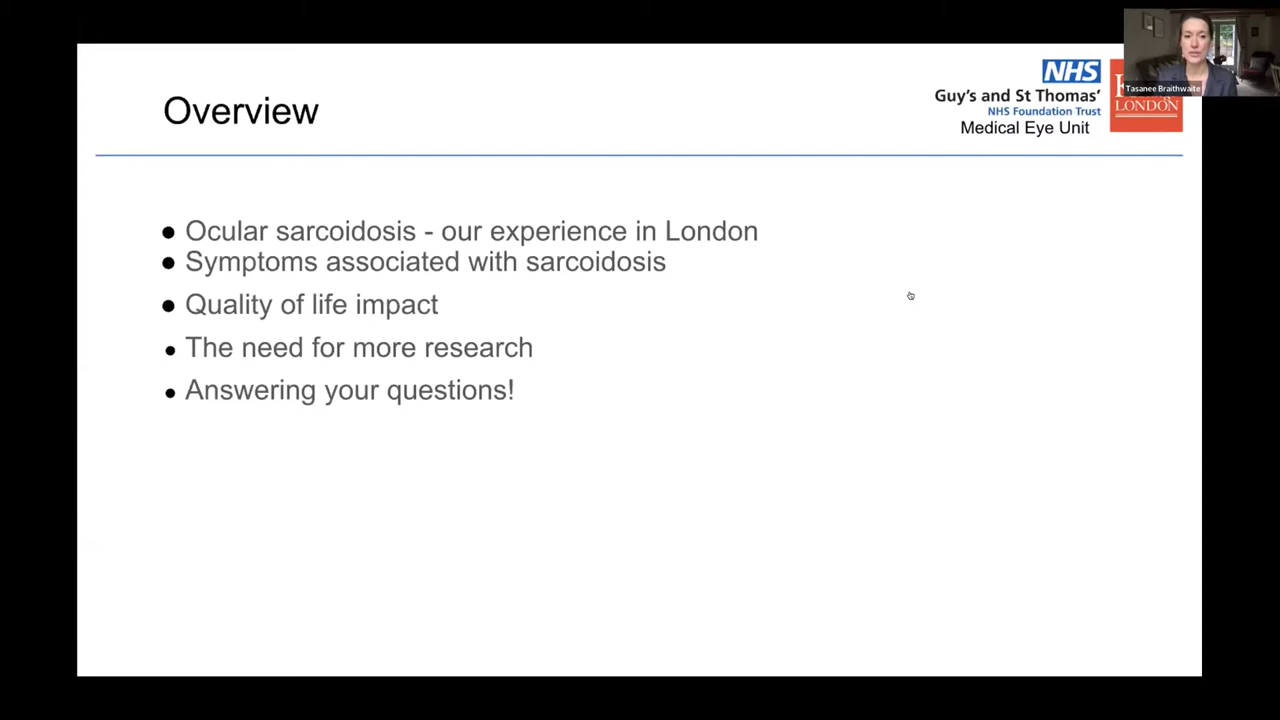 Overview
NHS
Guy's and St Thomas'
NHS Foundation Trust
Medical Eye Unit
LONDON
Tasanee Braithwaite
● Ocular sarcoidosis - our experience in London
● Symptoms associated with sarcoidosis
● Quality of life impact
● The need for more research
● Answering your questions!